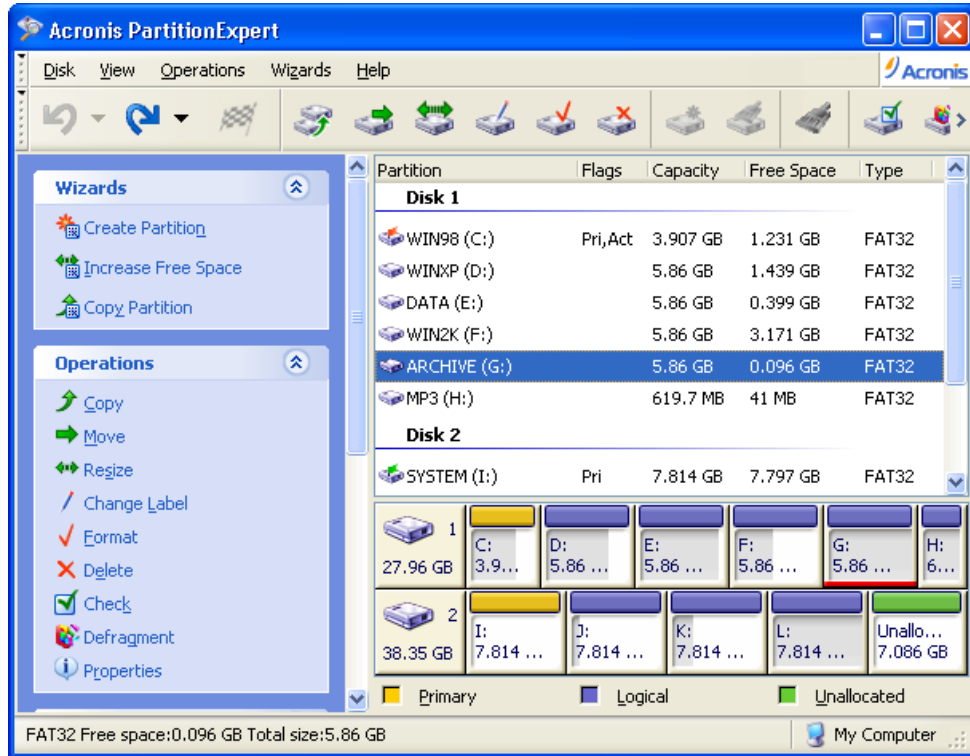 Acronis PartitionExpert
Disk View Operations Wizards Help
Acronis
Wizards
Create Partition
Increase Free Space
Copy Partition
Operations
Copy
Move
Resize
Change Label
Format
Delete
Check
Defragment
Properties
Partition Flags Capacity Free Space Type
Disk 1
WIN98 (C:) Pri,Act 3.907 GB 1.231 GB FAT32
WINXP (D:) 5.86 GB 1.439 GB FAT32
DATA (E:) 5.86 GB 0.399 GB FAT32
WIN2K (F:) 5.86 GB 3.171 GB FAT32
ARCHIVE (G:) 5.86 GB 0.096 GB FAT32
MP3 (H:) 619.7 MB 41 MB FAT32
Disk 2
SYSTEM (I:) Pri 7.814 GB 7.797 GB FAT32
1
27.96 GB
C:
3.9...
D:
5.86 ...
E:
5.86 ...
F:
5.86 ...
G:
5.86 ...
H:
6...
2
38.35 GB
I:
7.814 ...
J:
7.814 ...
K:
7.814 ...
L:
7.814 ...
Unallo...
7.086 GB
Primary Logical Unallocated
FAT32 Free space:0.096 GB Total size:5.86 GB My Computer